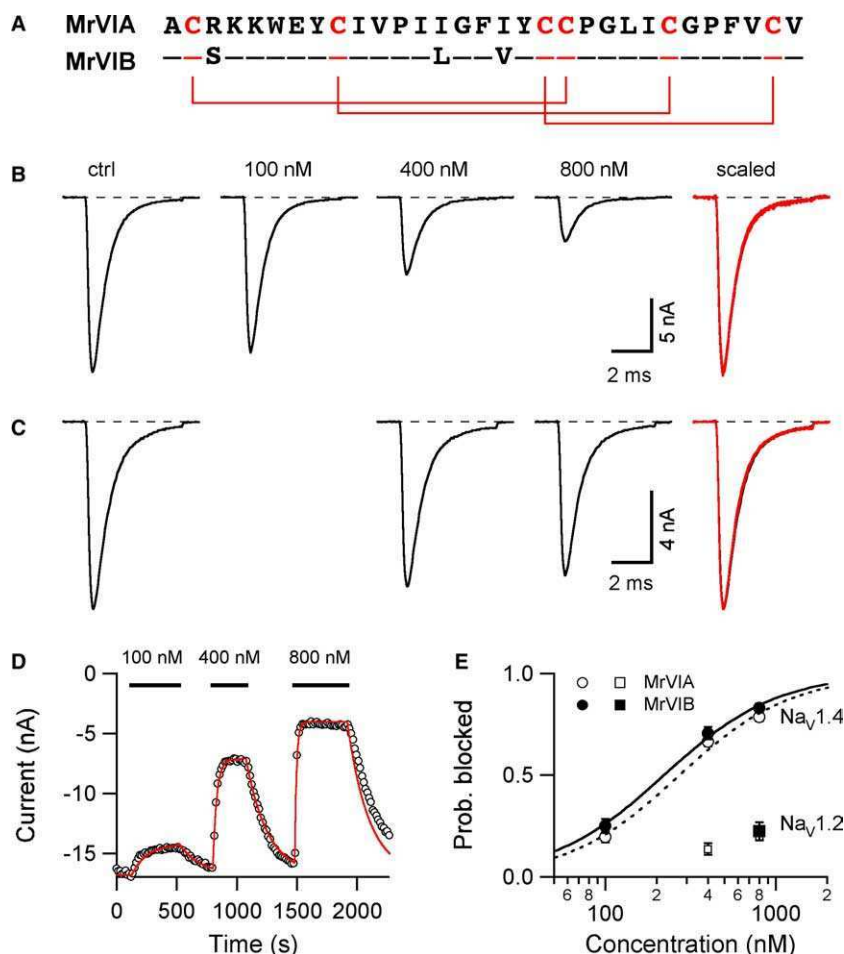 A
MrVIA ACRKKWEYCIVPIIGFIYCCPGLICGPFVCV
MrVIB —–S————————L——V—————————————
B
ctrl 100 nM 400 nM 800 nM scaled
5 nA
2 ms
C
4 nA
2 ms
D
100 nM 400 nM 800 nM
0
-5
-10
-15
Current (nA)
0 500 1000 1500 2000
Time (s)
E
1.0
0.5
0.0
Prob. blocked
MrVIA
MrVIB
NaV1.4
NaV1.2
6 8 2 4 6 8 2
100 1000
Concentration (nM)